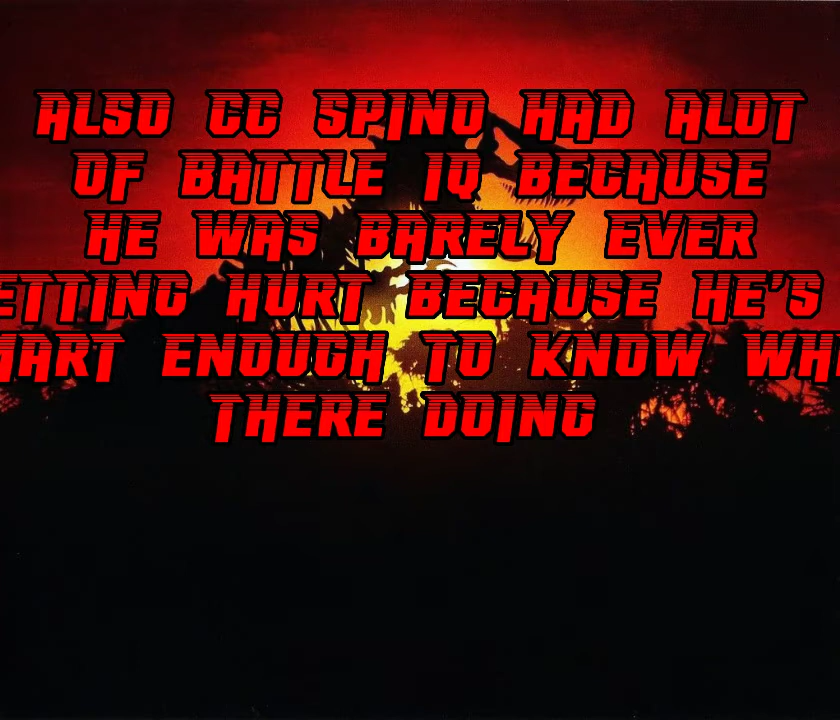 ALSO CC SPINO HAD ALOT
OF BATTLE IQ BECAUSE
HE WAS BARELY EVER
ETTING HURT BECAUSE HE'S
MART ENOUGH TO KNOW WH
THERE DOING